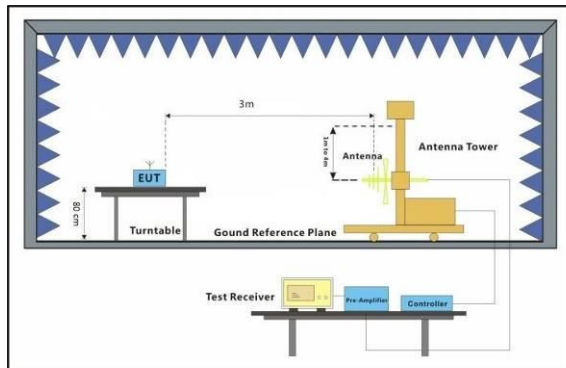 3m
1m to 4m
Antenna
Antenna Tower
EUT
80 cm
Turntable
Gound Reference Plane
Test Receiver
Pre-Amplifier
Controller